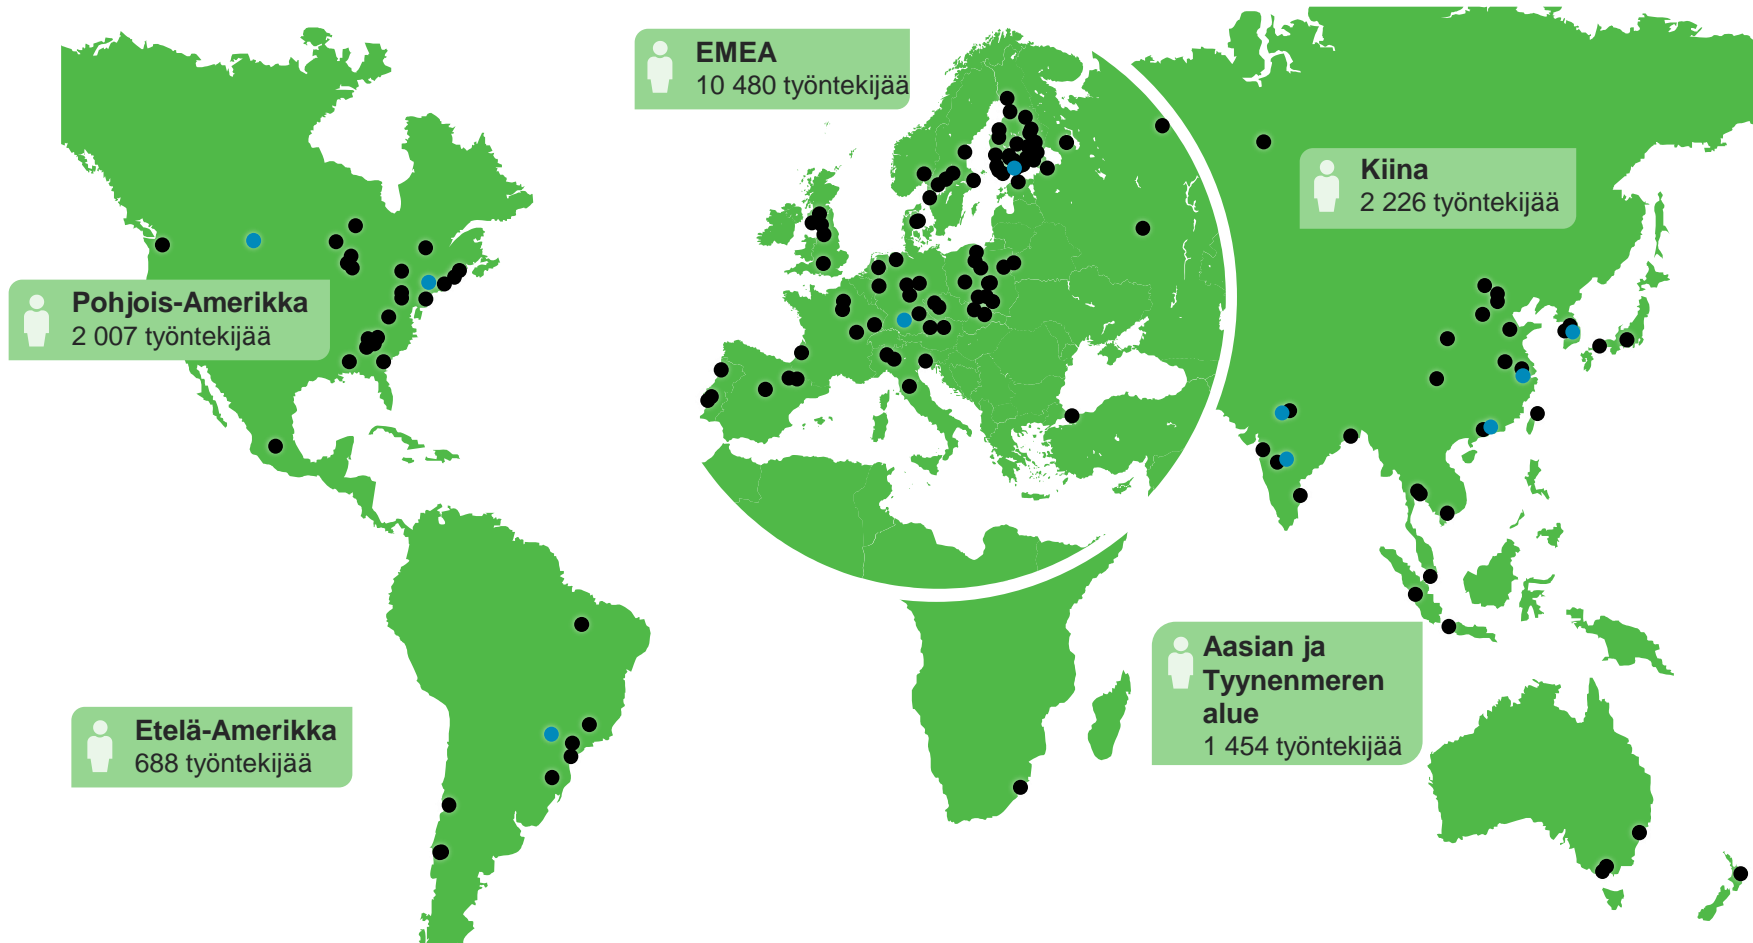 EMEA
10 480 työntekijää
Kiina
2 226 työntekijää
Pohjois-Amerikka
2 007 työntekijää
Aasian ja
Tyynenmeren
alue
1 454 työntekijää
Etelä-Amerikka
688 työntekijää